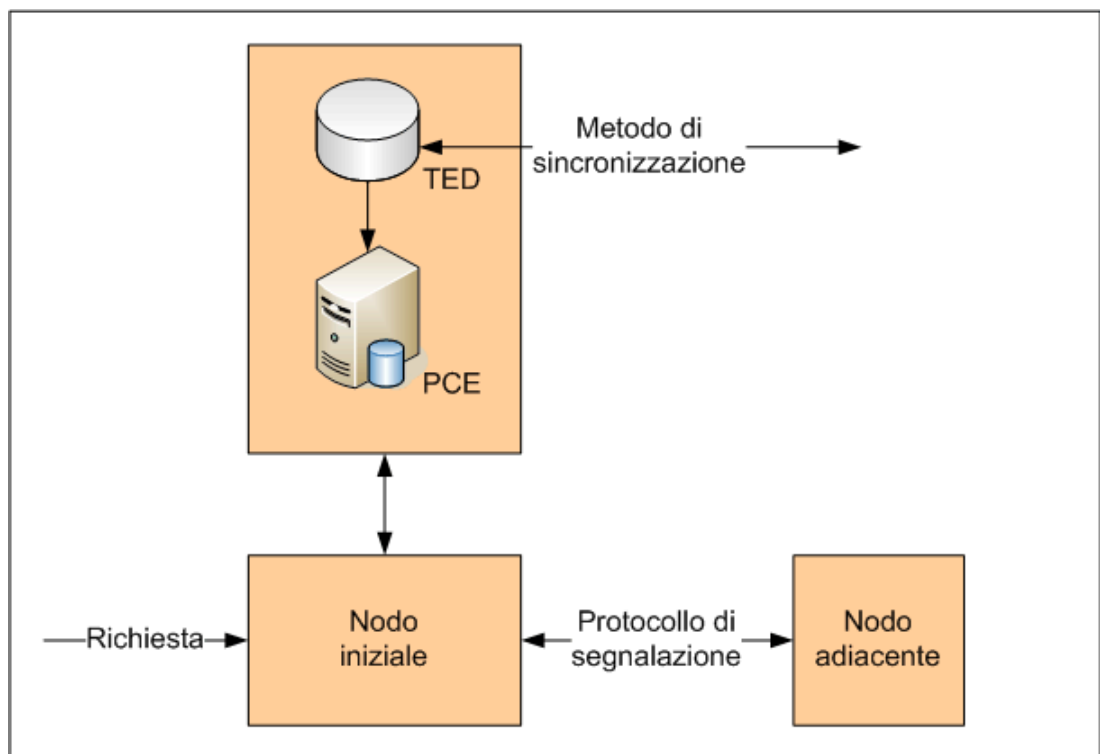 Metodo di
sincronizzazione
TED
PCE
Richiesta
Nodo
iniziale
Protocollo di
segnalazione
Nodo
adiacente